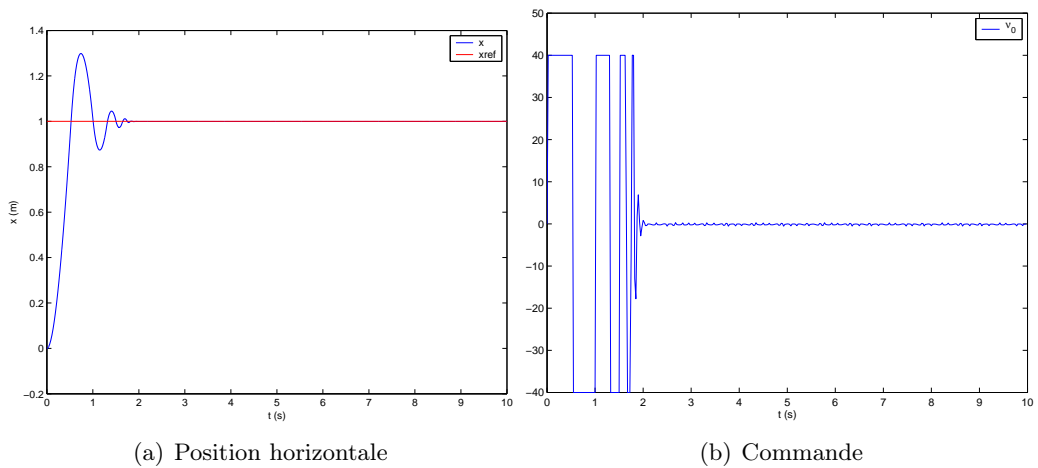 1.4
1.2
1
0.8
0.6
0.4
0.2
0
−0.2
x (m)
x
xref
0 1 2 3 4 5 6 7 8 9 10
t (s)
(a) Position horizontale
50
40
30
20
10
0
−10
−20
−30
−40
ν0
0 1 2 3 4 5 6 7 8 9 10
t (s)
(b) Commande